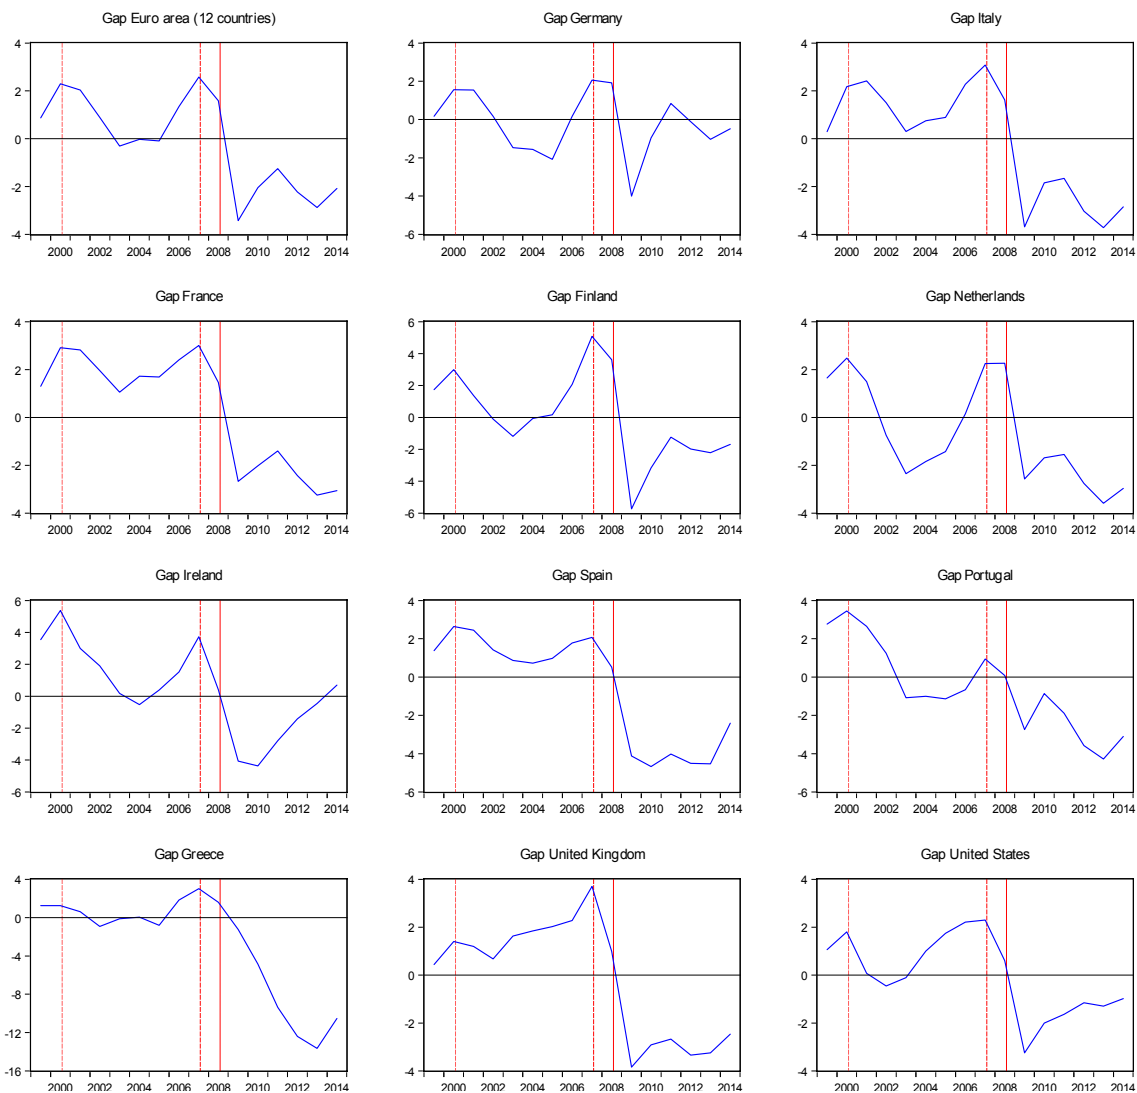 Gap Euro area (12 countries)
4
2
0
-2
-4
2000 2002 2004 2006 2008 2010 2012 2014
Gap Germany
4
2
0
-2
-4
-6
2000 2002 2004 2006 2008 2010 2012 2014
Gap Italy
4
2
0
-2
-4
2000 2002 2004 2006 2008 2010 2012 2014
Gap France
4
2
0
-2
-4
2000 2002 2004 2006 2008 2010 2012 2014
Gap Finland
6
4
2
0
-2
-4
-6
2000 2002 2004 2006 2008 2010 2012 2014
Gap Netherlands
4
2
0
-2
-4
2000 2002 2004 2006 2008 2010 2012 2014
Gap Ireland
6
4
2
0
-2
-4
-6
2000 2002 2004 2006 2008 2010 2012 2014
Gap Spain
4
2
0
-2
-4
-6
2000 2002 2004 2006 2008 2010 2012 2014
Gap Portugal
4
2
0
-2
-4
-6
2000 2002 2004 2006 2008 2010 2012 2014
Gap Greece
4
0
-4
-8
-12
-16
2000 2002 2004 2006 2008 2010 2012 2014
Gap United Kingdom
4
2
0
-2
-4
2000 2002 2004 2006 2008 2010 2012 2014
Gap United States
4
2
0
-2
-4
2000 2002 2004 2006 2008 2010 2012 2014